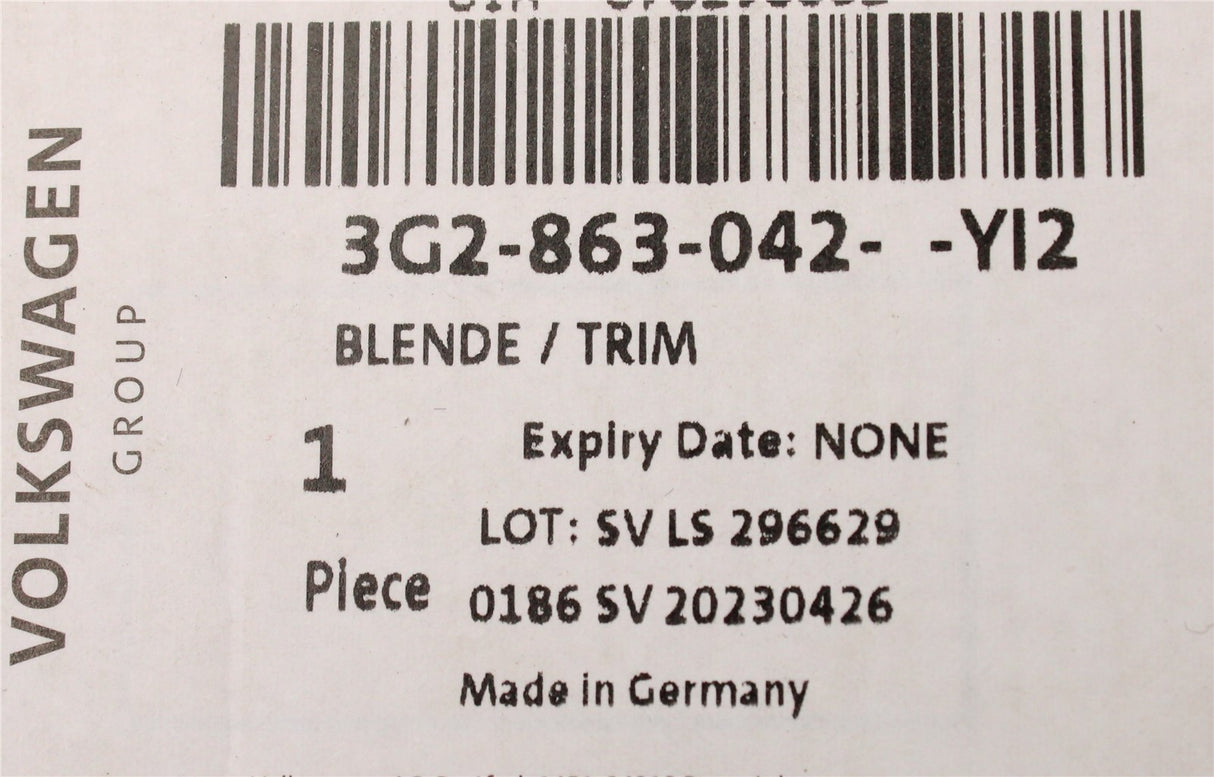 VOLKSWAGEN
GROUP
3G2-863-042- -YI2
BLENDE / TRIM
1
Expiry Date: NONE
LOT: SV LS 296629
Piece
0186 SV 20230426
Made in Germany